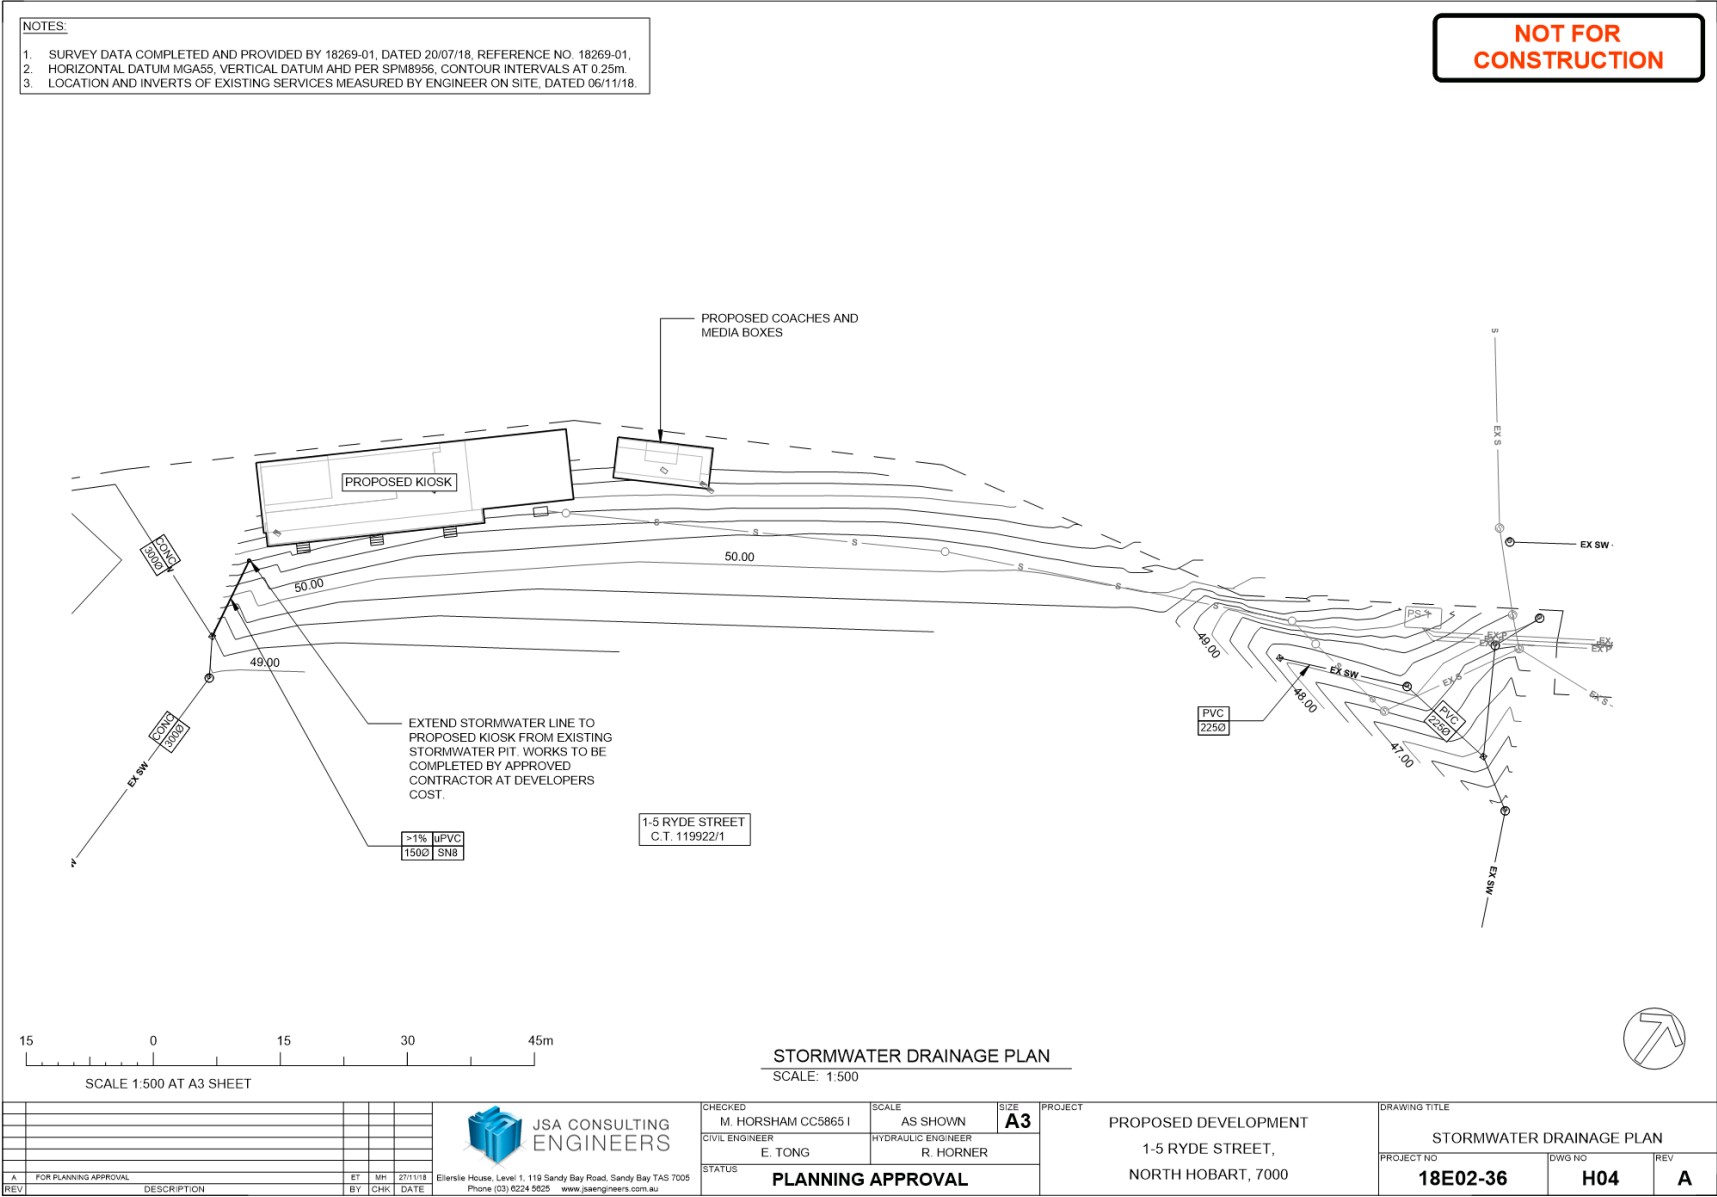 NOTES:
1. SURVEY DATA COMPLETED AND PROVIDED BY 18269-01, DATED 20/07/18, REFERENCE NO. 18269-01,
2. HORIZONTAL DATUM MGA55, VERTICAL DATUM AHD PER SPM8956, CONTOUR INTERVALS AT 0.25m.
3. LOCATION AND INVERTS OF EXISTING SERVICES MEASURED BY ENGINEER ON SITE, DATED 06/11/18.
NOT FOR
CONSTRUCTION
PROPOSED COACHES AND
MEDIA BOXES
S
EX S
PROPOSED KIOSK
CONC
300Ø
S
S
S
S
S
S
50.00
50.00
EX SW
PS
EX P
EX P
49.00
49.00
S
EX SW
EX S
EX S
48.00
PVC
225Ø
PVC
225Ø
47.00
CONC
300Ø
EX SW
EX SW
EXTEND STORMWATER LINE TO
PROPOSED KIOSK FROM EXISTING
STORMWATER PIT. WORKS TO BE
COMPLETED BY APPROVED
CONTRACTOR AT DEVELOPERS
COST.
>1% uPVC
150Ø SN8
1-5 RYDE STREET
C.T. 119922/1
15 0 15 30 45m
SCALE 1:500 AT A3 SHEET
STORMWATER DRAINAGE PLAN
SCALE: 1:500
A FOR PLANNING APPROVAL ET MH 27/11/18
REV DESCRIPTION BY CHK DATE
JSA CONSULTING
ENGINEERS
Ellerslie House, Level 1, 119 Sandy Bay Road, Sandy Bay TAS 7005
Phone (03) 6224 5625 www.jsaengineers.com.au
CHECKED
M. HORSHAM CC5865 I
SCALE
AS SHOWN
SIZE
A3
CIVIL ENGINEER
E. TONG
HYDRAULIC ENGINEER
R. HORNER
STATUS
PLANNING APPROVAL
PROJECT
PROPOSED DEVELOPMENT
1-5 RYDE STREET,
NORTH HOBART, 7000
DRAWING TITLE
STORMWATER DRAINAGE PLAN
PROJECT NO
18E02-36
DWG NO
H04
REV
A